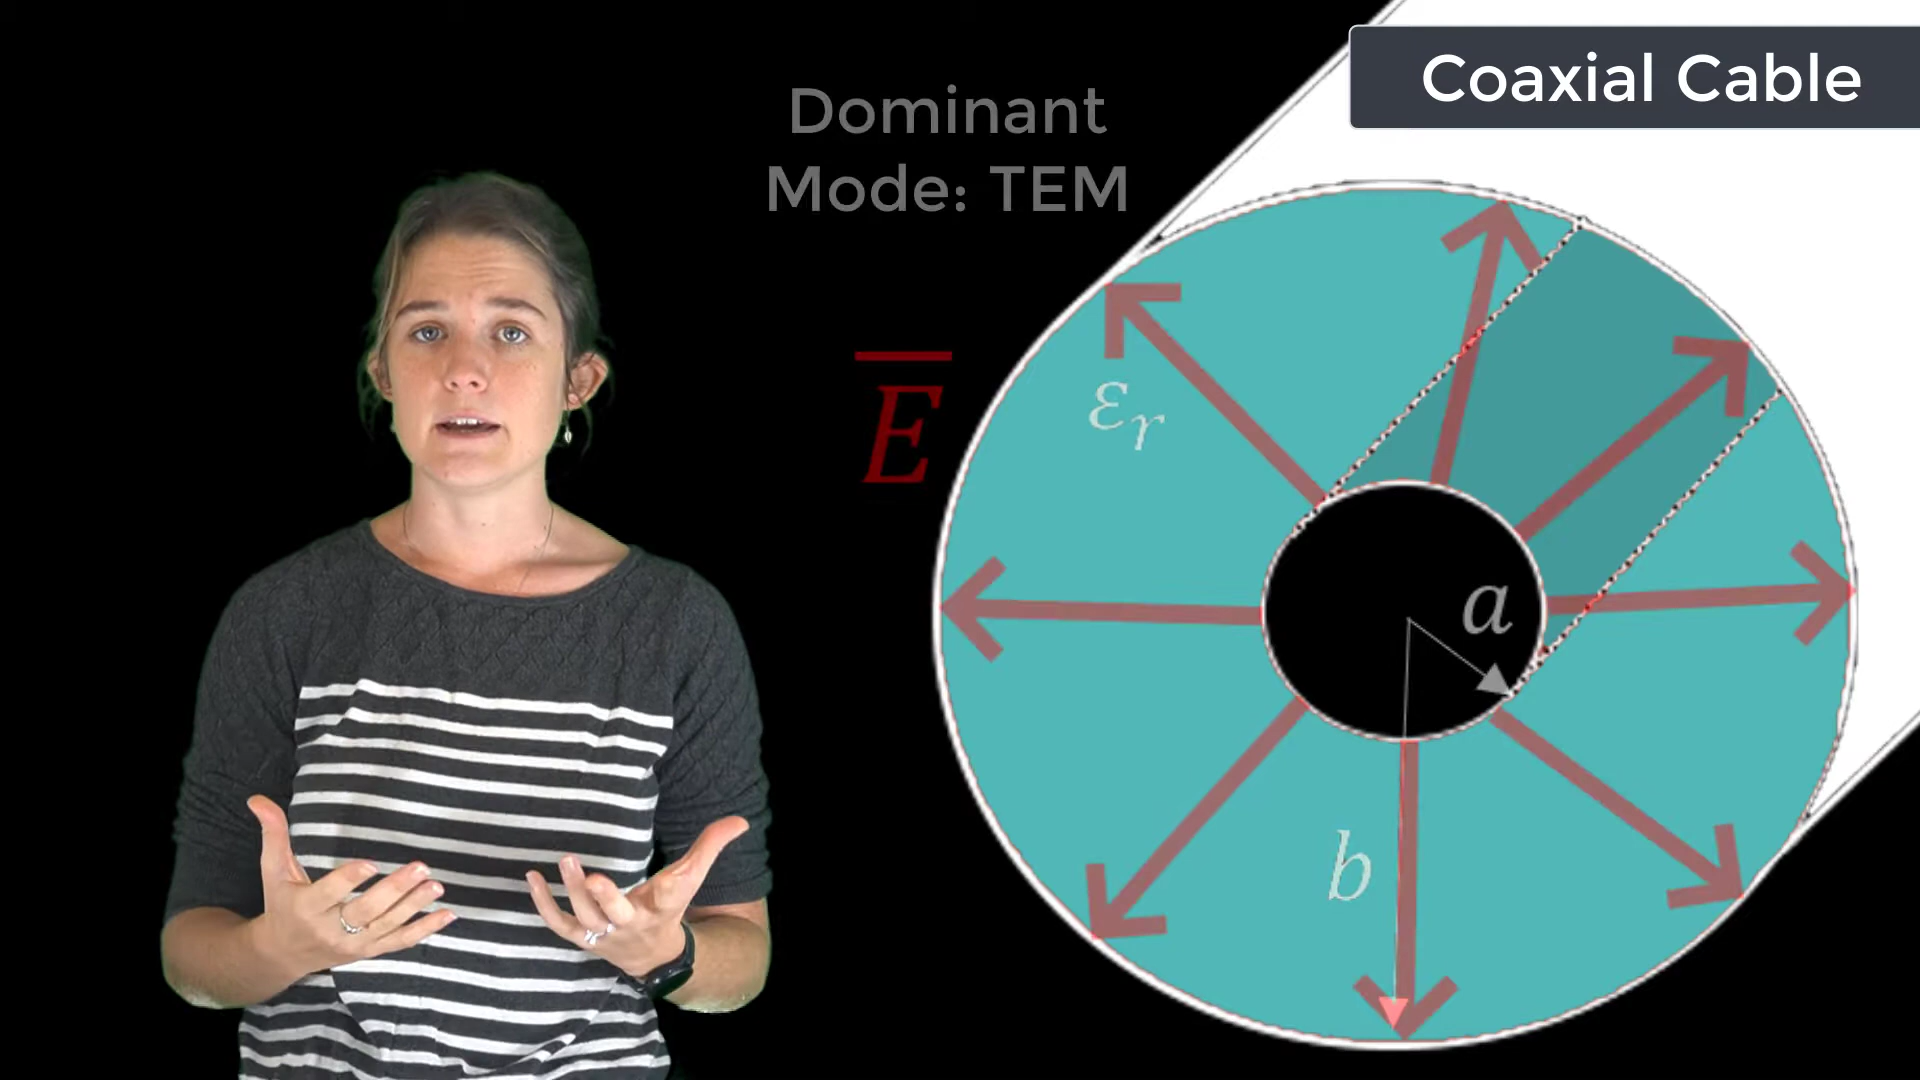 Coaxial Cable
Dominant
Mode: TEM
E
εr
a
b